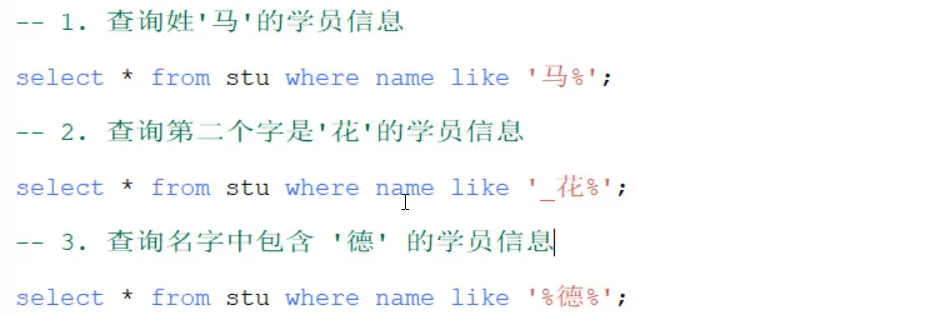 -- 1. 查询姓'马'的学员信息
select * from stu where name like '马%';
-- 2. 查询第二个字是'花'的学员信息
select * from stu where name like '_花%';
-- 3. 查询名字中包含 '德' 的学员信息
select * from stu where name like '%德%';